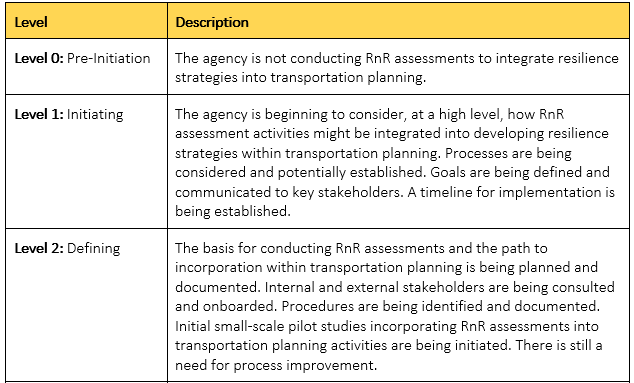 Level
Description
Level 0: Pre-Initiation
The agency is not conducting RnR assessments to integrate resilience
strategies into transportation planning.
Level 1: Initiating
The agency is beginning to consider, at a high level, how RnR
assessment activities might be integrated into developing resilience
strategies within transportation planning. Processes are being
considered and potentially established. Goals are being defined and
communicated to key stakeholders. A timeline for implementation is
being established.
Level 2: Defining
The basis for conducting RnR assessments and the path to
incorporation within transportation planning is being planned and
documented. Internal and external stakeholders are being consulted
and onboarded. Procedures are being identified and documented.
Initial small-scale pilot studies incorporating RnR assessments into
transportation planning activities are being initiated. There is still a
need for process improvement.